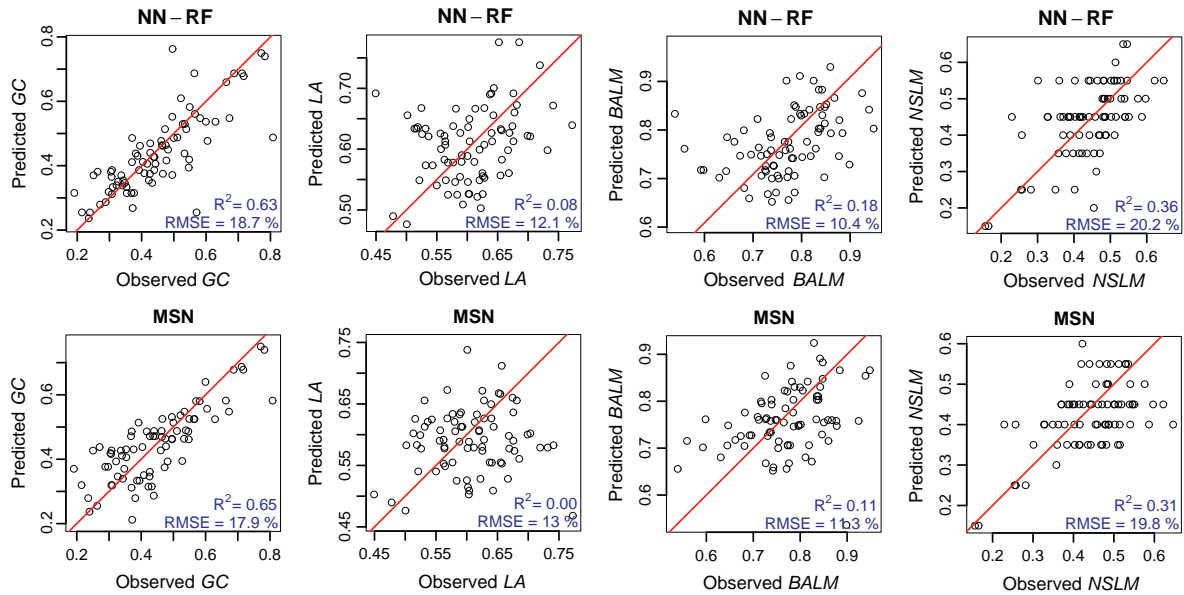 NN – RF
NN – RF
NN – RF
NN – RF
Predicted GC
0.2 0.4 0.6 0.8
R² = 0.63
RMSE = 18.7 %
0.2 0.4 0.6 0.8
Observed GC
Predicted LA
0.50 0.60 0.70
R² = 0.08
RMSE = 12.1 %
0.45 0.55 0.65 0.75
Observed LA
Predicted BALM
0.6 0.7 0.8 0.9
R² = 0.18
RMSE = 10.4 %
0.6 0.7 0.8 0.9
Observed BALM
Predicted NSLM
0.2 0.3 0.4 0.5 0.6
R² = 0.36
RMSE = 20.2 %
0.2 0.3 0.4 0.5 0.6
Observed NSLM
MSN
MSN
MSN
MSN
Predicted GC
0.2 0.4 0.6
R² = 0.65
RMSE = 17.9 %
0.2 0.4 0.6 0.8
Observed GC
Predicted LA
0.45 0.55 0.65 0.75
R² = 0.00
RMSE = 13 %
0.45 0.55 0.65 0.75
Observed LA
Predicted BALM
0.6 0.7 0.8 0.9
R² = 0.11
RMSE = 11.3 %
0.6 0.7 0.8 0.9
Observed BALM
Predicted NSLM
0.2 0.3 0.4 0.5 0.6
R² = 0.31
RMSE = 19.8 %
0.2 0.3 0.4 0.5 0.6
Observed NSLM